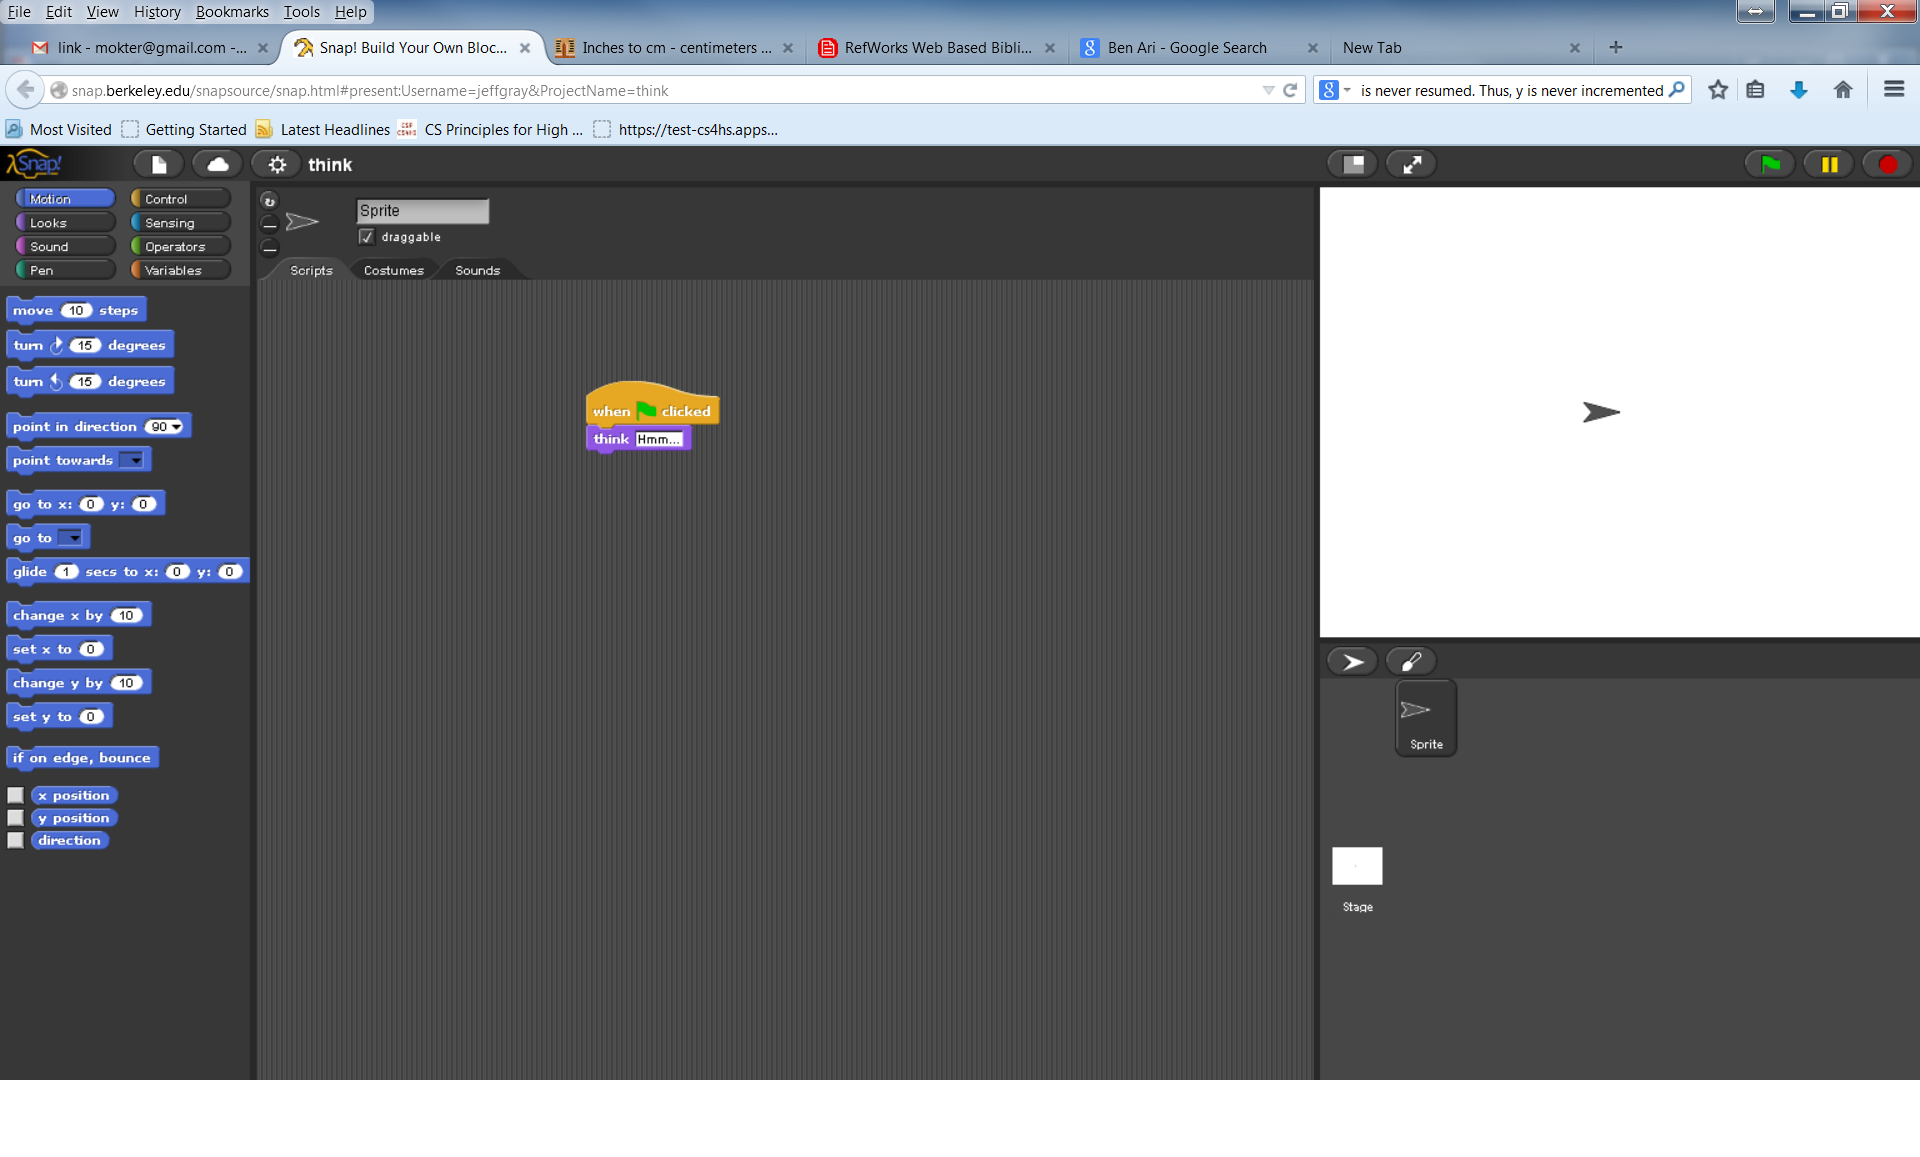 File Edit View History Bookmarks Tools Help
link - mokter@gmail.com -...
Snap! Build Your Own Bloc...
Inches to cm - centimeters ...
RefWorks Web Based Bibli...
Ben Ari - Google Search
New Tab
snap.berkeley.edu/snapsource/snap.html#present:Username=jeffgray&ProjectName=think
is never resumed. Thus, y is never incremented
Most Visited Getting Started Latest Headlines CS Principles for High ... https://test-cs4hs.apps...
Snap!
think
Motion Control
Looks Sensing
Sound Operators
Pen Variables
move 10 steps
turn 15 degrees
turn 15 degrees
point in direction 90
point towards
go to x: 0 y: 0
go to
glide 1 secs to x: 0 y: 0
change x by 10
set x to 0
change y by 10
set y to 0
if on edge, bounce
x position
y position
direction
Sprite
draggable
Scripts Costumes Sounds
when clicked
think Hmm...
Sprite
Stage